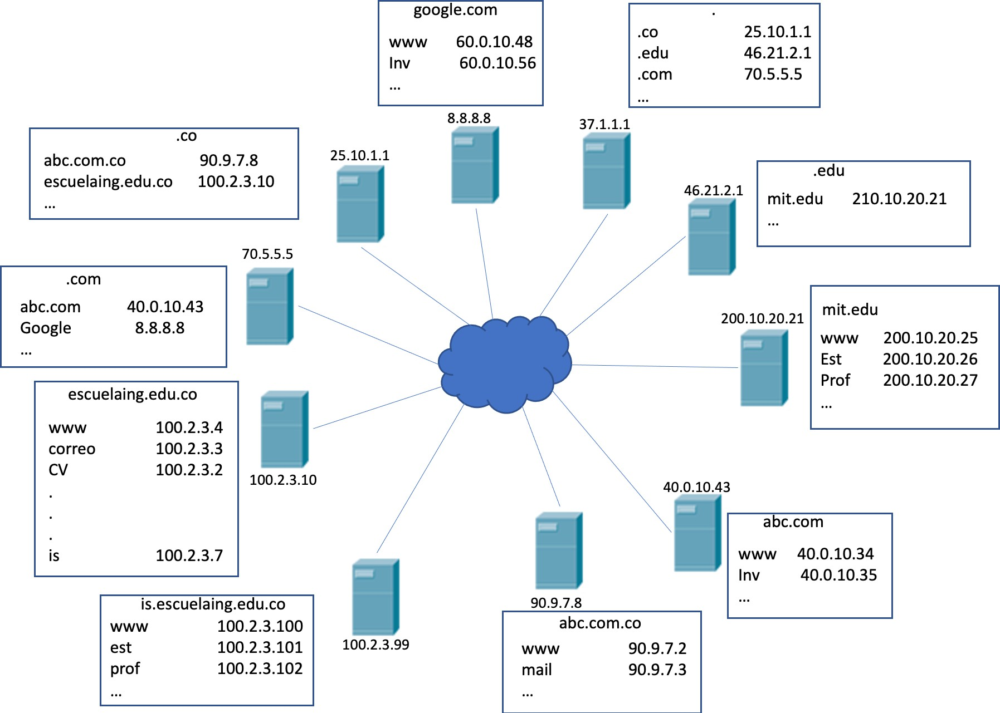 google.com
www 60.0.10.48
Inv 60.0.10.56
...
.
.co 25.10.1.1
.edu 46.21.2.1
.com 70.5.5.5
...
8.8.8.8
37.1.1.1
.co
abc.com.co 90.9.7.8
escuelaing.edu.co 100.2.3.10
...
25.10.1.1
46.21.2.1
.edu
mit.edu 210.10.20.21
...
70.5.5.5
.com
abc.com 40.0.10.43
Google 8.8.8.8
...
200.10.20.21
mit.edu
www 200.10.20.25
Est 200.10.20.26
Prof 200.10.20.27
...
escuelaing.edu.co
www 100.2.3.4
correo 100.2.3.3
CV 100.2.3.2
.
.
.
is 100.2.3.7
100.2.3.10
40.0.10.43
abc.com
www 40.0.10.34
Inv 40.0.10.35
...
is.escuelaing.edu.co
www 100.2.3.100
est 100.2.3.101
prof 100.2.3.102
...
100.2.3.99
90.9.7.8
abc.com.co
www 90.9.7.2
mail 90.9.7.3
...